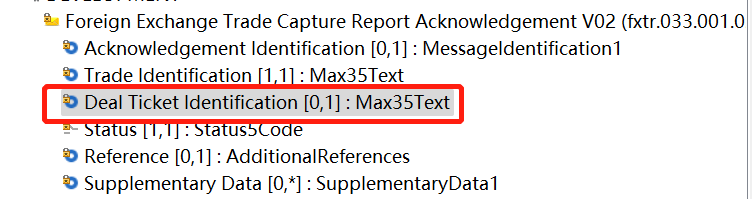 Foreign Exchange Trade Capture Report Acknowledgement V02 (fxtr.033.001.0
Acknowledgement Identification [0,1] : MessageIdentification1
Trade Identification [1,1] : Max35Text
Deal Ticket Identification [0,1] : Max35Text
Status [1,1] : Status5Code
Reference [0,1] : AdditionalReferences
Supplementary Data [0,*] : SupplementaryData1